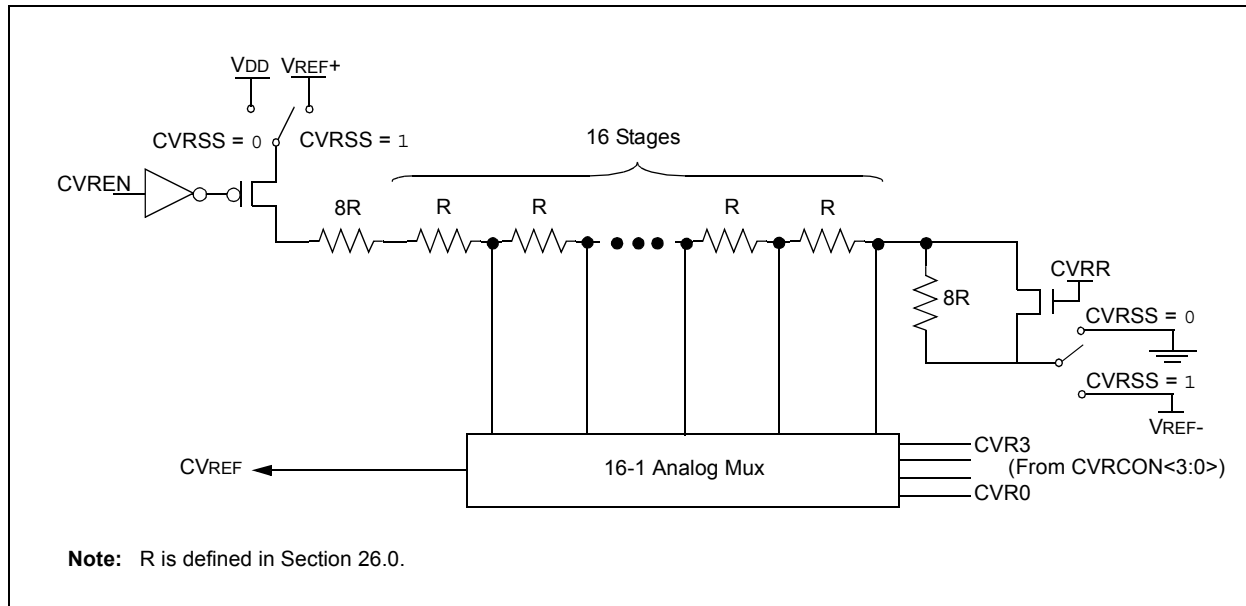 VDD VREF+
CVRSS = 0 CVRSS = 1
16 Stages
CVREN
8R R R R R
CVRR
8R
CVRSS = 0
CVRSS = 1
VREF-
CVR3
CVREF 16-1 Analog Mux (From CVRCON<3:0>)
CVR0
Note: R is defined in Section 26.0.